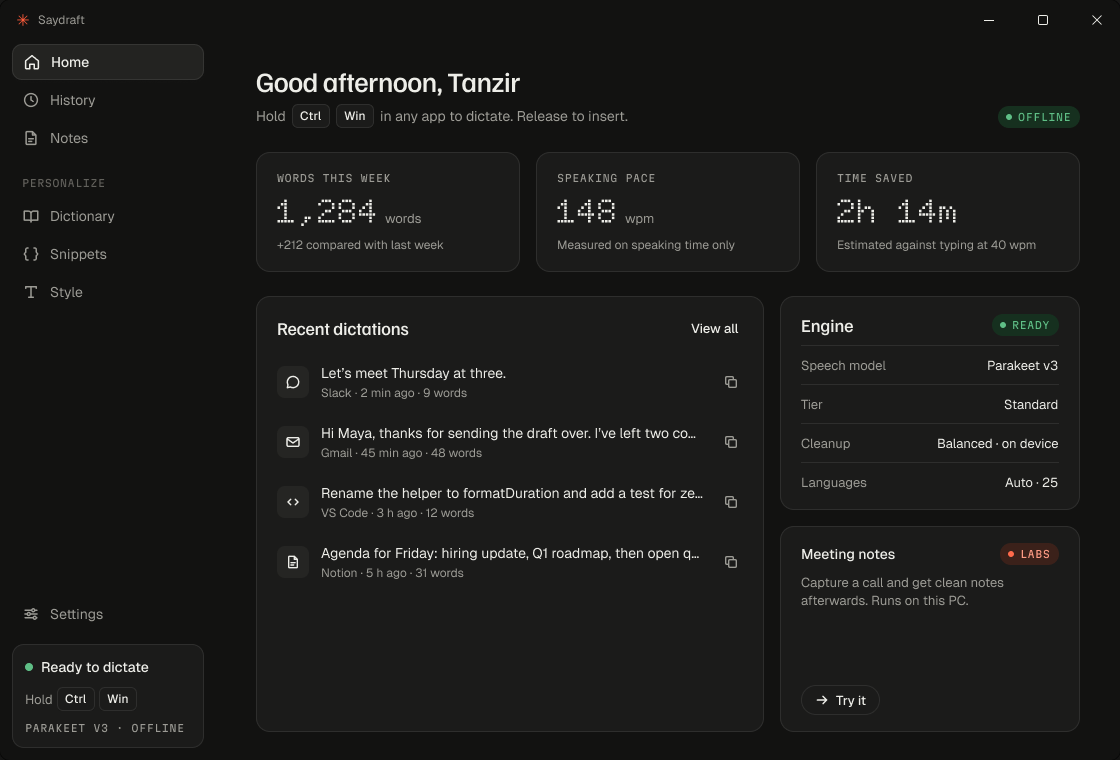 Saydraft
Home
History
Notes
PERSONALIZE
Dictionary
Snippets
Style
Settings
Ready to dictate
Hold Ctrl Win
PARAKEET V3 · OFFLINE
Good afternoon, Tanzir
Hold Ctrl Win in any app to dictate. Release to insert.
OFFLINE
WORDS THIS WEEK
1,284 words
+212 compared with last week
SPEAKING PACE
148 wpm
Measured on speaking time only
TIME SAVED
2h 14m
Estimated against typing at 40 wpm
Recent dictations
View all
Let’s meet Thursday at three.
Slack · 2 min ago · 9 words
Hi Maya, thanks for sending the draft over. I’ve left two co…
Gmail · 45 min ago · 48 words
Rename the helper to formatDuration and add a test for ze…
VS Code · 3 h ago · 12 words
Agenda for Friday: hiring update, Q1 roadmap, then open q…
Notion · 5 h ago · 31 words
Engine
READY
Speech model Parakeet v3
Tier Standard
Cleanup Balanced · on device
Languages Auto · 25
Meeting notes
LABS
Capture a call and get clean notes
afterwards. Runs on this PC.
Try it